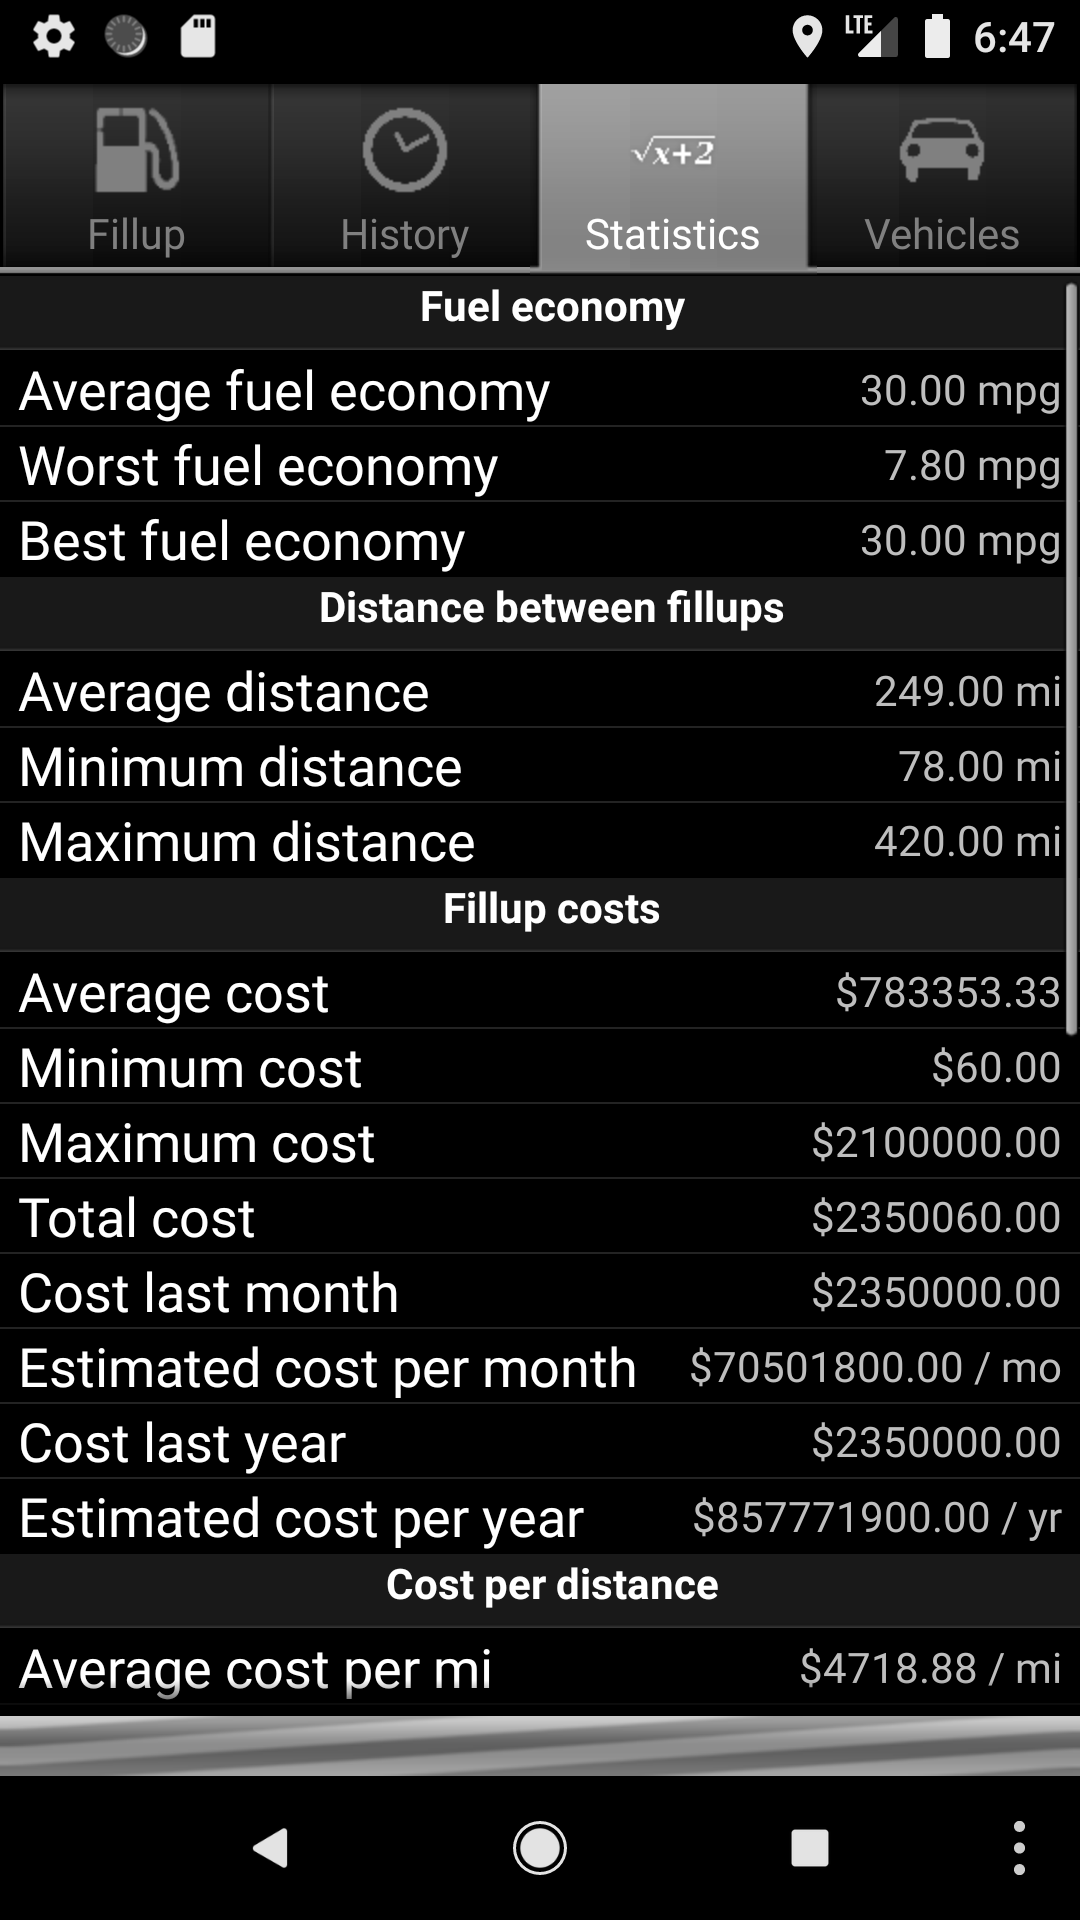 LTE 6:47
√x+2
Fillup History Statistics Vehicles
Fuel economy
Average fuel economy 30.00 mpg
Worst fuel economy 7.80 mpg
Best fuel economy 30.00 mpg
Distance between fillups
Average distance 249.00 mi
Minimum distance 78.00 mi
Maximum distance 420.00 mi
Fillup costs
Average cost $783353.33
Minimum cost $60.00
Maximum cost $2100000.00
Total cost $2350060.00
Cost last month $2350000.00
Estimated cost per month $70501800.00 / mo
Cost last year $2350000.00
Estimated cost per year $857771900.00 / yr
Cost per distance
Average cost per mi $4718.88 / mi